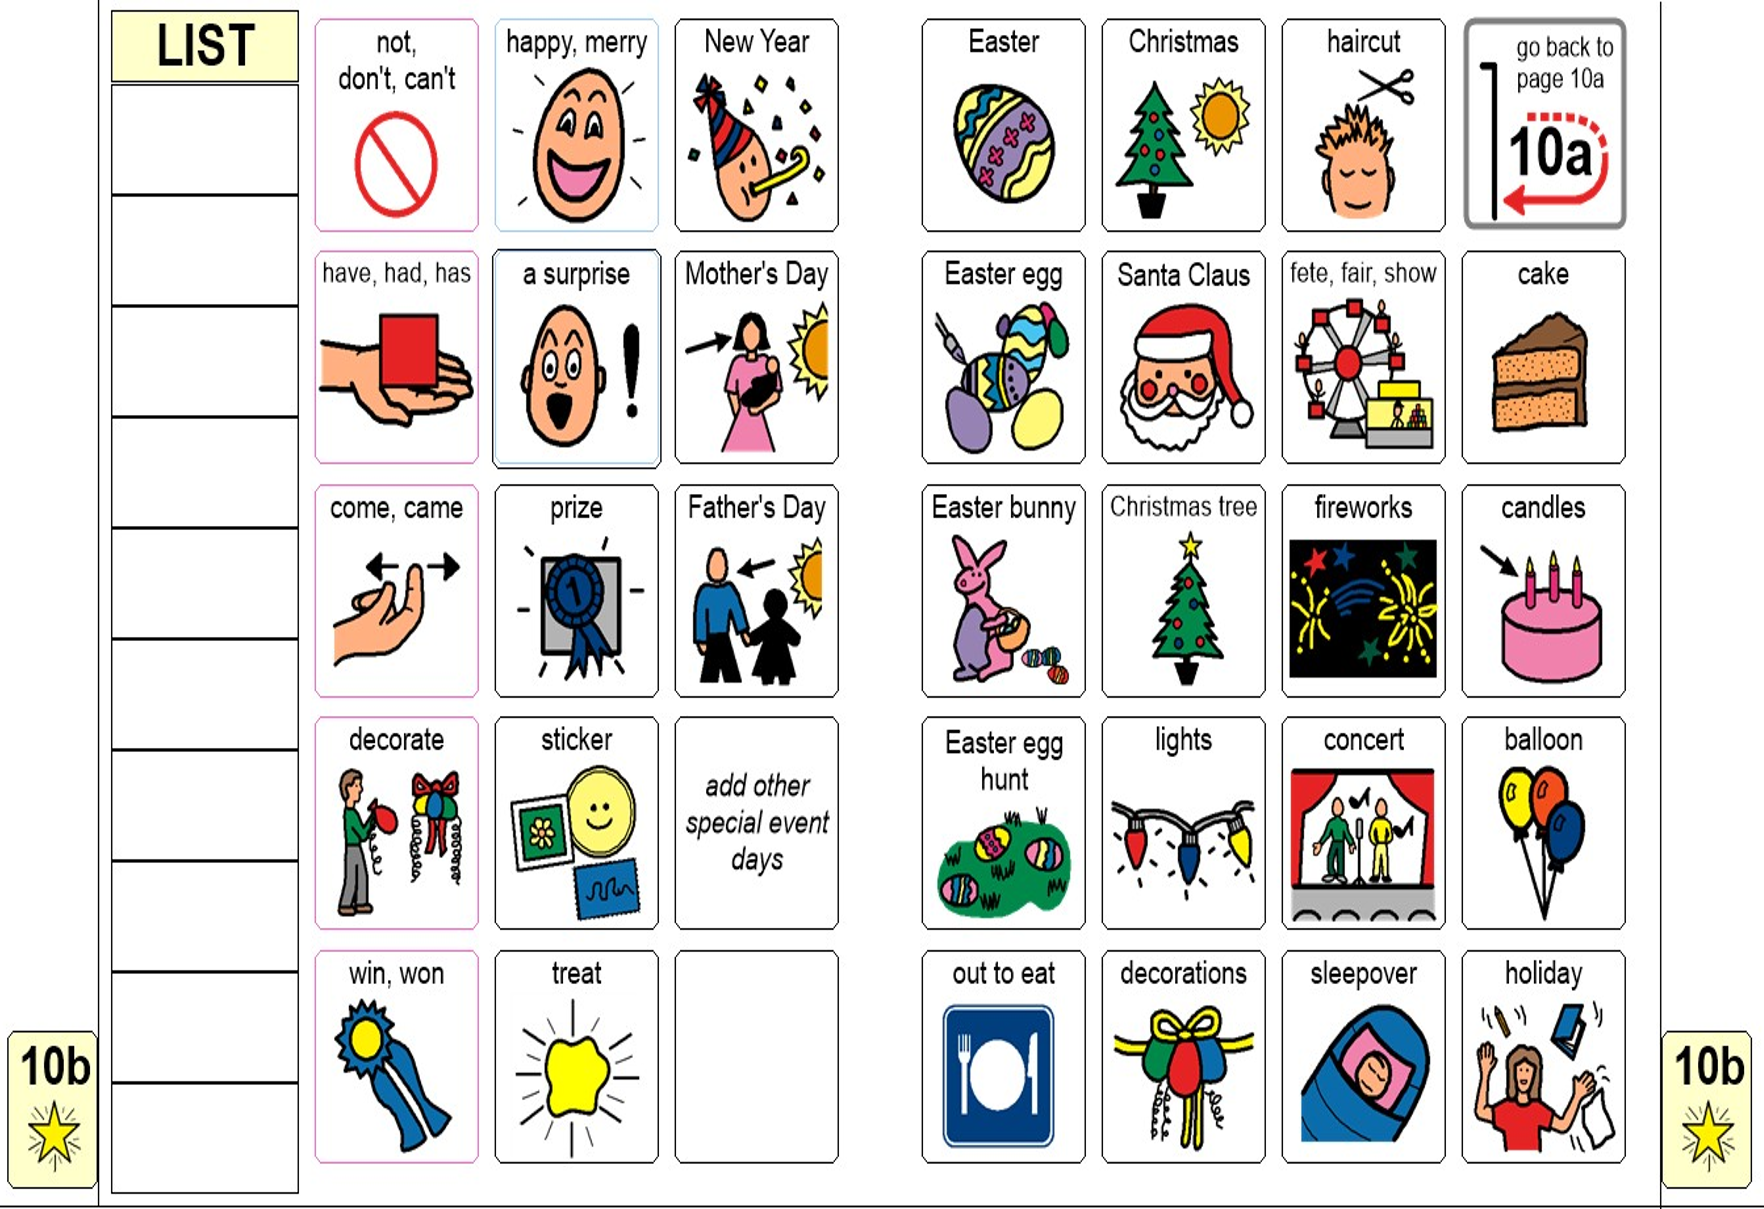 LIST
not,
don't, can't
happy, merry
New Year
Easter
Christmas
haircut
go back to
page 10a
10a
have, had, has
a surprise
!
Mother's Day
Easter egg
Santa Claus
fete, fair, show
cake
come, came
prize
1
Father's Day
Easter bunny
Christmas tree
fireworks
candles
decorate
sticker
add other
special event
days
Easter egg
hunt
lights
concert
balloon
win, won
treat
out to eat
decorations
sleepover
holiday
10b
10b